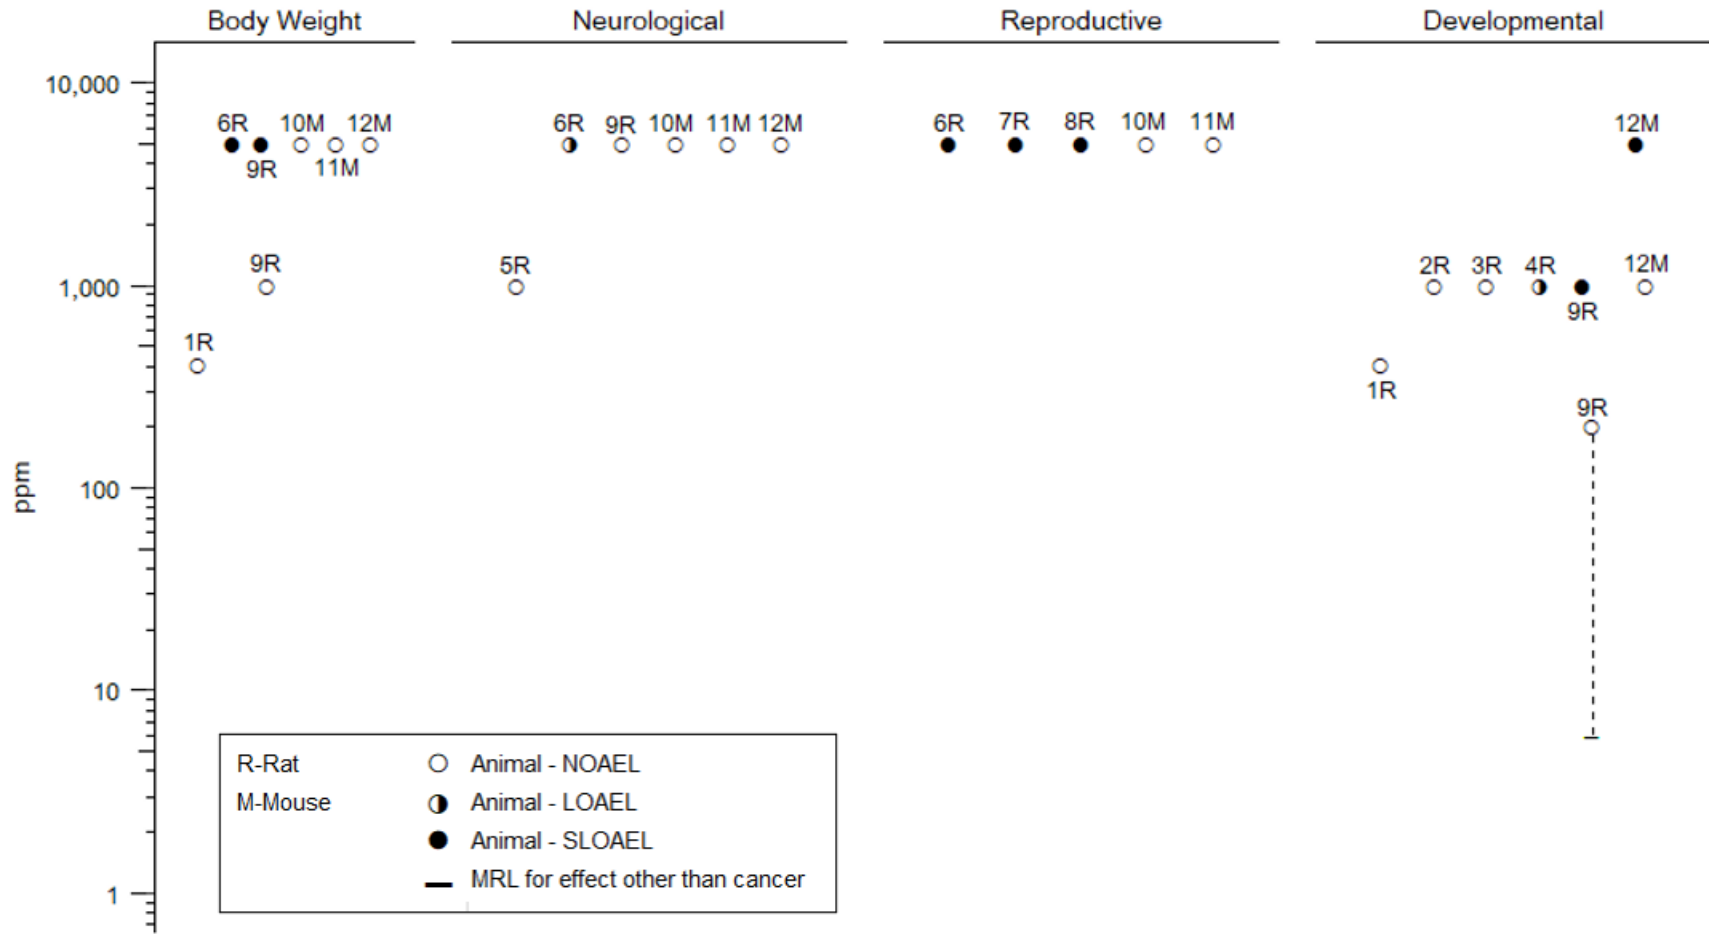 Body Weight Neurological Reproductive Developmental
10,000
6R 10M 12M 6R 9R 10M 11M 12M 6R 7R 8R 10M 11M 12M
9R 11M
9R 5R 2R 3R 4R 12M
1,000
9R
1R
1R
9R
ppm
100
10
R-Rat Animal - NOAEL
M-Mouse Animal - LOAEL
Animal - SLOAEL
MRL for effect other than cancer
1